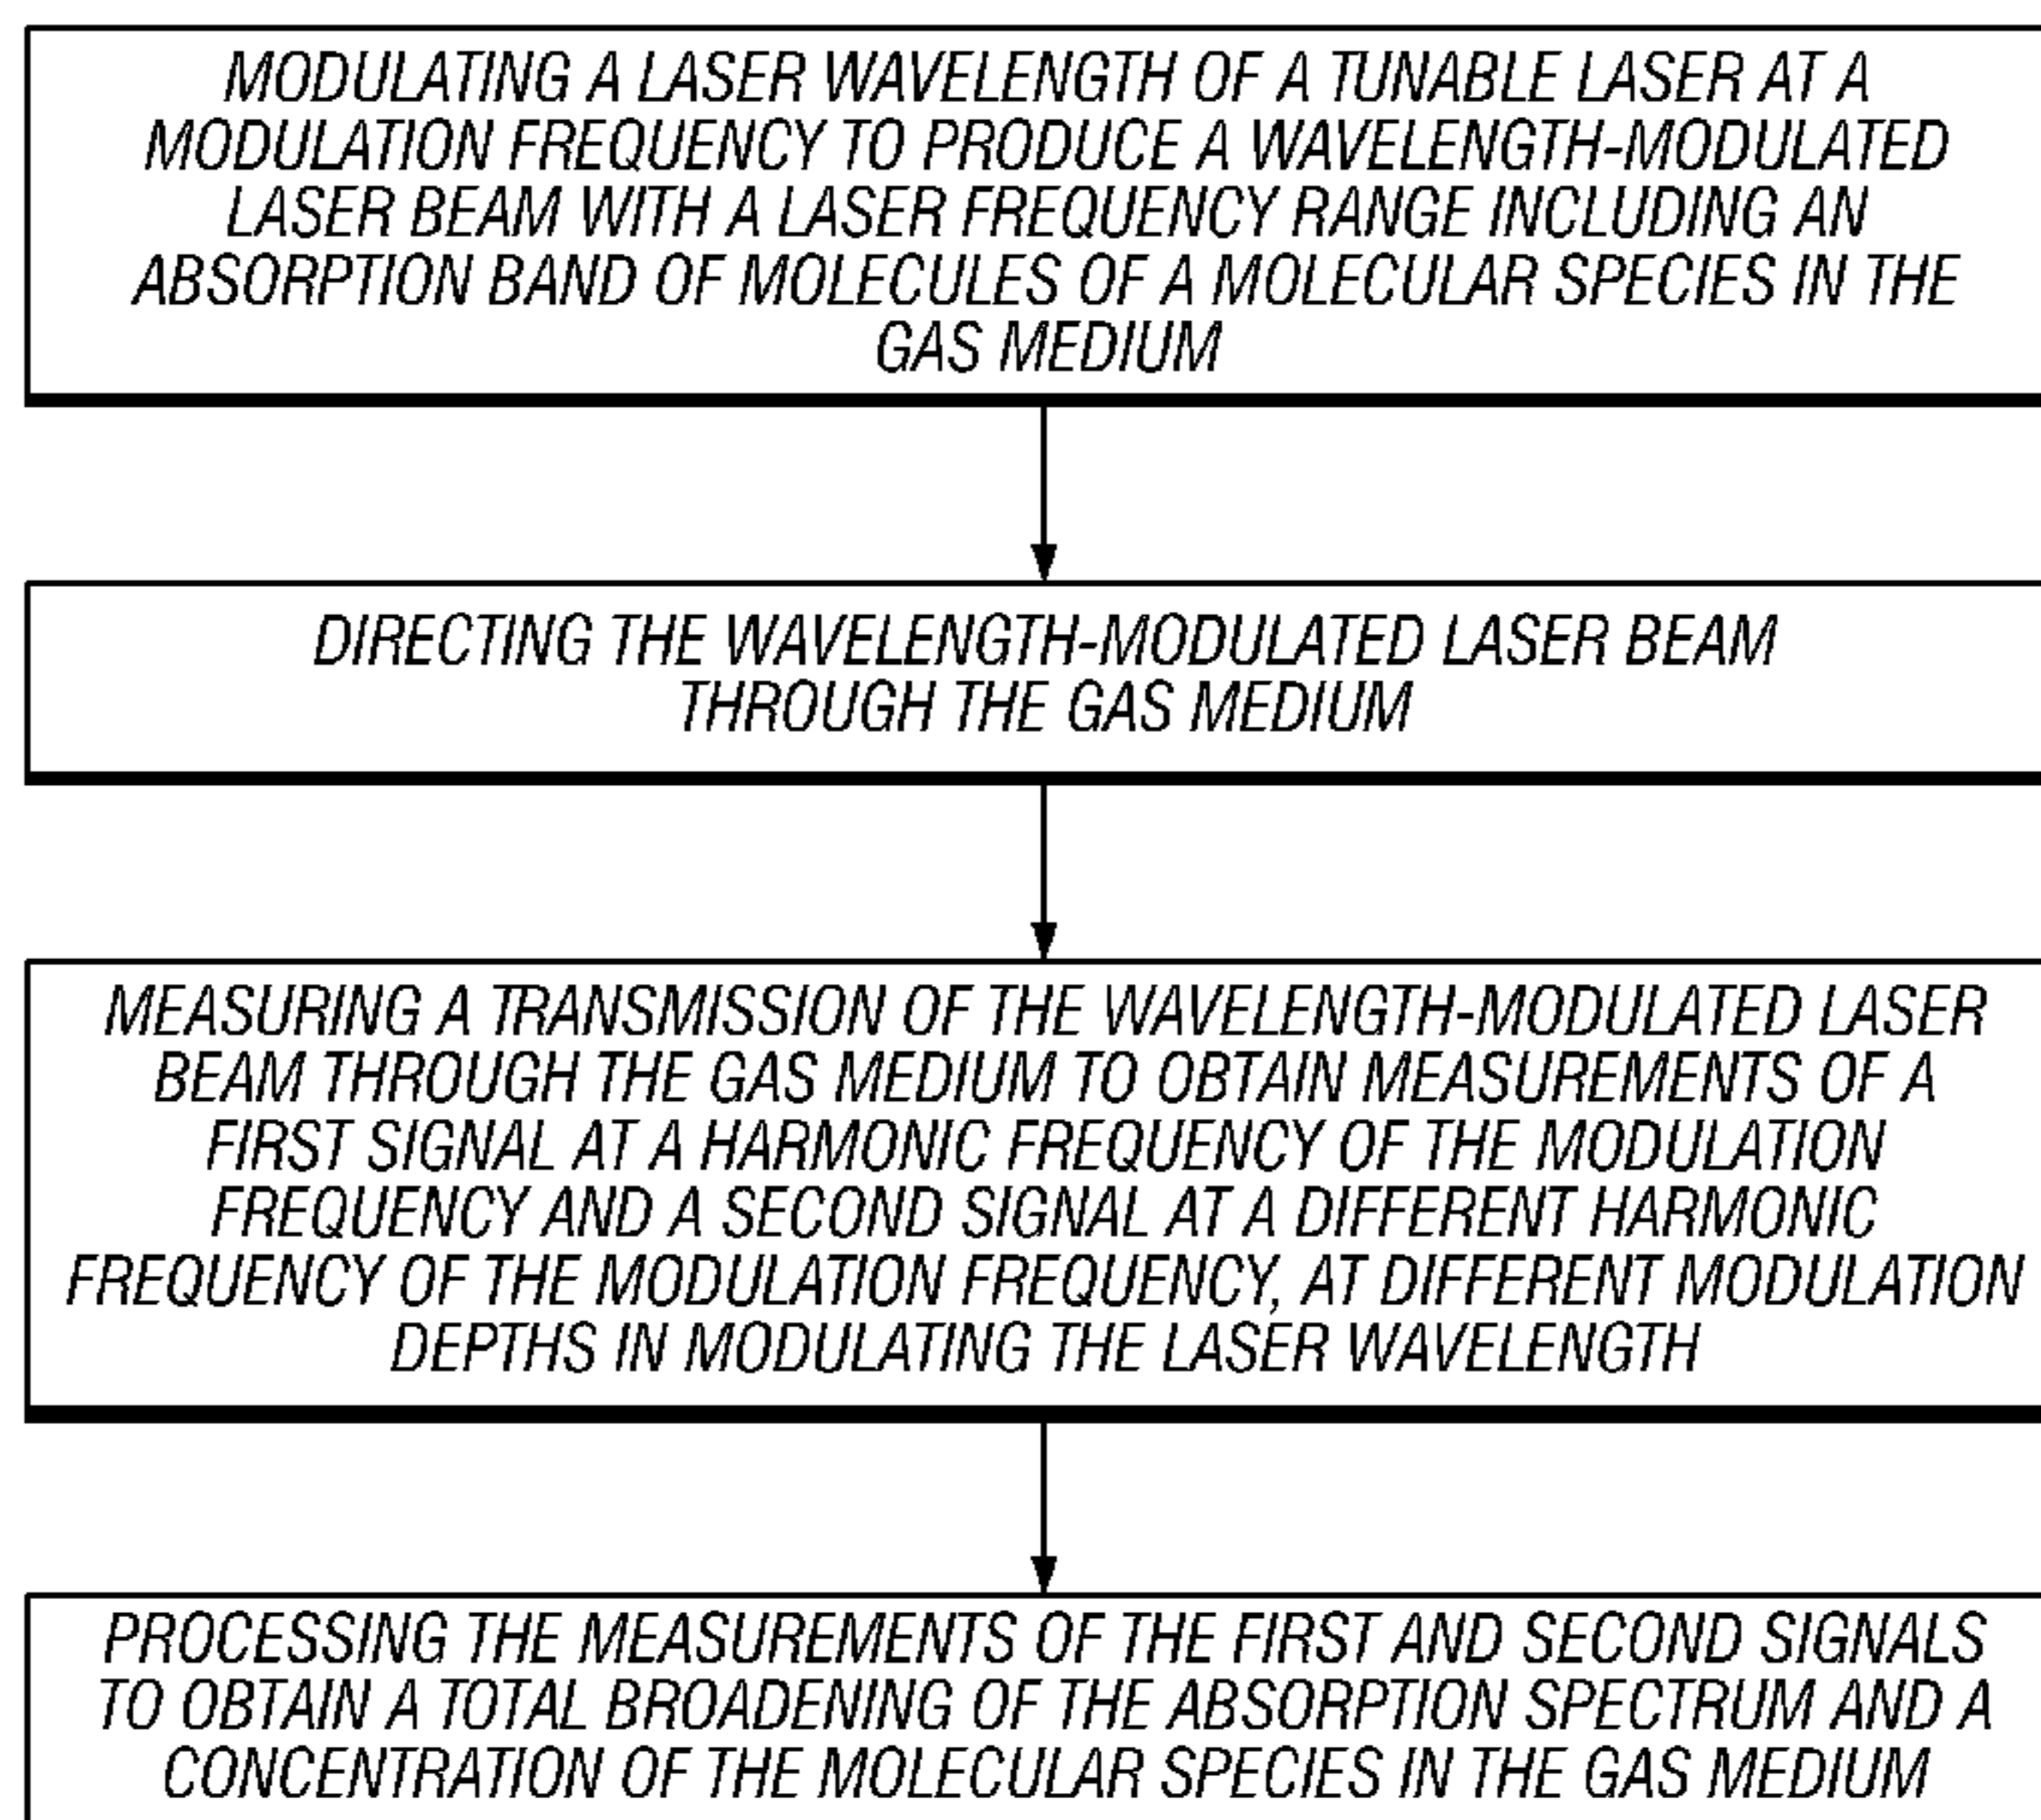 MODULATING A LASER WAVELENGTH OF A TUNABLE LASER AT A
MODULATION FREQUENCY TO PRODUCE A WAVELENGTH-MODULATED
LASER BEAM WITH A LASER FREQUENCY RANGE INCLUDING AN
ABSORPTION BAND OF MOLECULES OF A MOLECULAR SPECIES IN THE
GAS MEDIUM
DIRECTING THE WAVELENGTH-MODULATED LASER BEAM
THROUGH THE GAS MEDIUM
MEASURING A TRANSMISSION OF THE WAVELENGTH-MODULATED LASER
BEAM THROUGH THE GAS MEDIUM TO OBTAIN MEASUREMENTS OF A
FIRST SIGNAL AT A HARMONIC FREQUENCY OF THE MODULATION
FREQUENCY AND A SECOND SIGNAL AT A DIFFERENT HARMONIC
FREQUENCY OF THE MODULATION FREQUENCY, AT DIFFERENT MODULATION
DEPTHS IN MODULATING THE LASER WAVELENGTH
PROCESSING THE MEASUREMENTS OF THE FIRST AND SECOND SIGNALS
TO OBTAIN A TOTAL BROADENING OF THE ABSORPTION SPECTRUM AND A
CONCENTRATION OF THE MOLECULAR SPECIES IN THE GAS MEDIUM